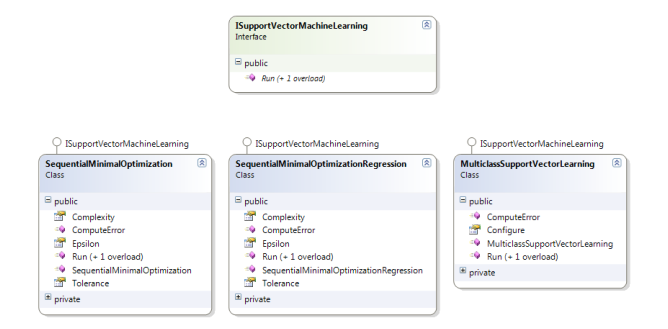 ISupportVectorMachineLearning
Interface
public
Run (+ 1 overload)
ISupportVectorMachineLearning
SequentialMinimalOptimization
Class
public
Complexity
ComputeError
Epsilon
Run (+ 1 overload)
SequentialMinimalOptimization
Tolerance
private
ISupportVectorMachineLearning
SequentialMinimalOptimizationRegression
Class
public
Complexity
ComputeError
Epsilon
Run (+ 1 overload)
SequentialMinimalOptimizationRegression
Tolerance
private
ISupportVectorMachineLearning
MulticlassSupportVectorLearning
Class
public
ComputeError
Configure
MulticlassSupportVectorLearning
Run (+ 1 overload)
private